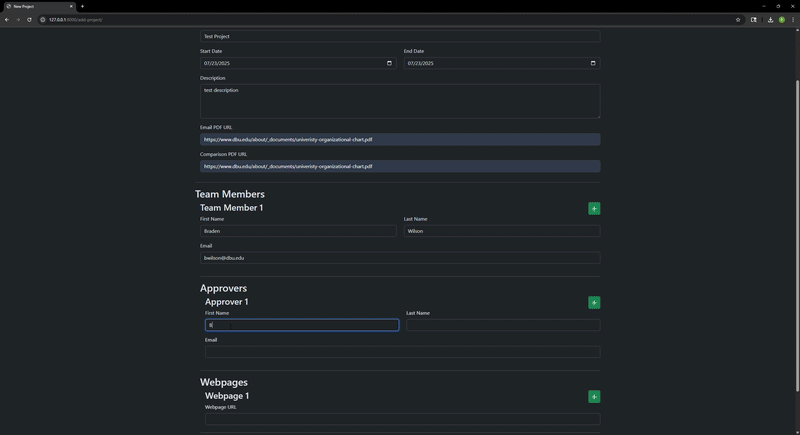 New Project
127.0.0.1:8000/add-project/
Test Project
Start Date
End Date
07/23/2025
07/23/2025
Description
test description
Email PDF URL
https://www.dbu.edu/about/_documents/univeristy-organizational-chart.pdf
Comparison PDF URL
https://www.dbu.edu/about/_documents/univeristy-organizational-chart.pdf
Team Members
Team Member 1
First Name
Last Name
Braden
Wilson
Email
bwilson@dbu.edu
Approvers
Approver 1
First Name
Last Name
B
Email
Webpages
Webpage 1
Webpage URL